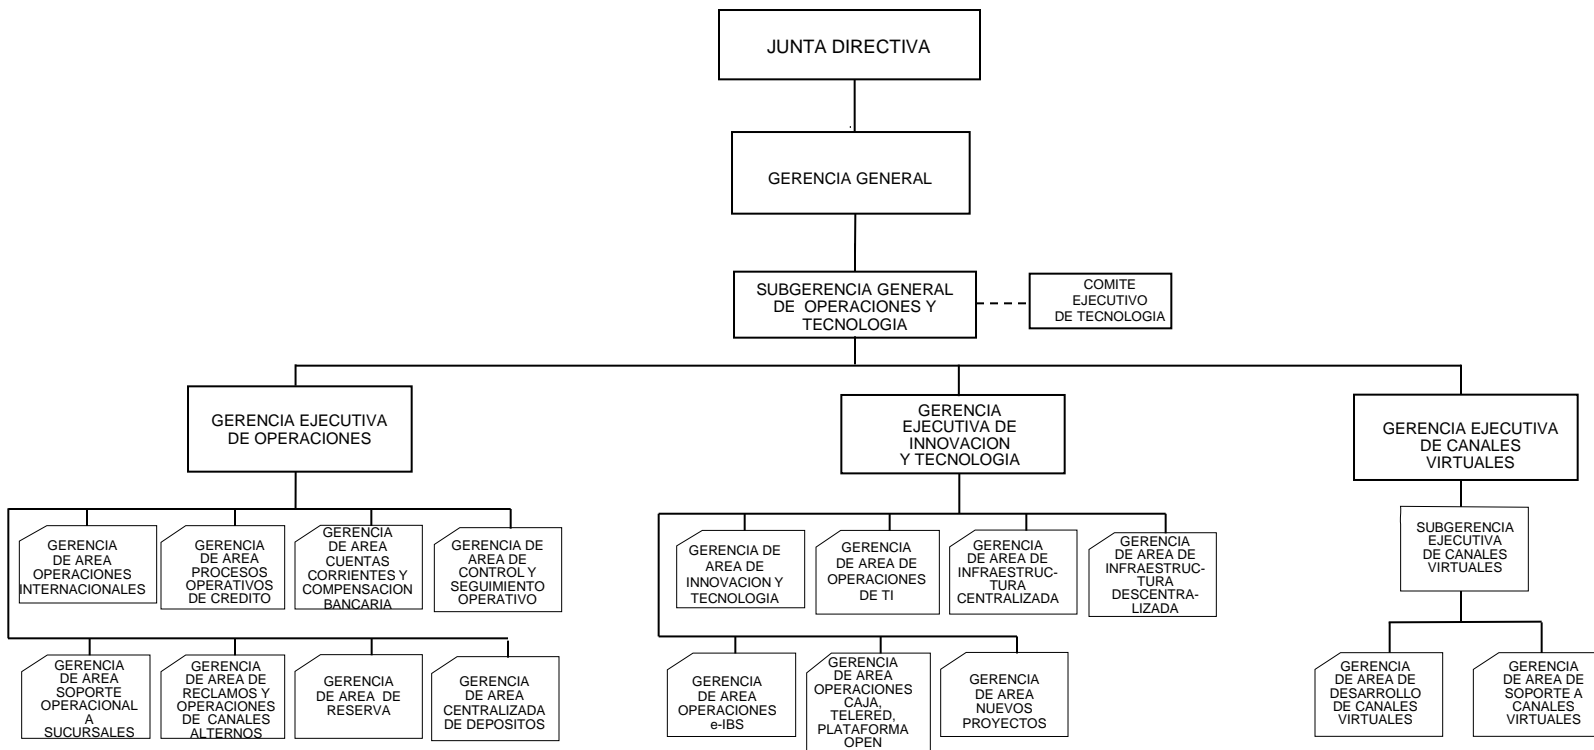 JUNTA DIRECTIVA
GERENCIA GENERAL
SUBGERENCIA GENERAL
DE OPERACIONES Y
TECNOLOGIA
COMITE
EJECUTIVO
DE TECNOLOGIA
GERENCIA EJECUTIVA
DE OPERACIONES
GERENCIA
EJECUTIVA DE
INNOVACION
Y TECNOLOGIA
GERENCIA EJECUTIVA
DE CANALES
VIRTUALES
GERENCIA
DE AREA
OPERACIONES
INTERNACIONALES
GERENCIA
DE AREA
PROCESOS
OPERATIVOS
DE CREDITO
GERENCIA
DE AREA
CUENTAS
CORRIENTES Y
COMPENSACION
BANCARIA
GERENCIA DE
AREA DE
CONTROL Y
SEGUIMIENTO
OPERATIVO
GERENCIA DE
AREA DE
INNOVACION Y
TECNOLOGIA
GERENCIA
DE AREA DE
OPERACIONES
DE TI
GERENCIA
DE AREA DE
INFRAESTRUC-
TURA
CENTRALIZADA
GERENCIA
DE AREA DE
INFRAESTRUC-
TURA
DESCENTRA-
LIZADA
SUBGERENCIA
EJECUTIVA
DE CANALES
VIRTUALES
GERENCIA
DE AREA
SOPORTE
OPERACIONAL
A
SUCURSALES
GERENCIA
DE AREA DE
RECLAMOS Y
OPERACIONES
DE CANALES
ALTERNOS
GERENCIA
DE AREA DE
RESERVA
GERENCIA
DE AREA
CENTRALIZADA
DE DEPOSITOS
GERENCIA
DE AREA
OPERACIONES
e-IBS
GERENCIA
DE AREA
OPERACIONES
CAJA,
TELERED,
PLATAFORMA
OPEN
GERENCIA
DE AREA
NUEVOS
PROYECTOS
GERENCIA
DE AREA DE
DESARROLLO
DE CANALES
VIRTUALES
GERENCIA
DE AREA DE
SOPORTE A
CANALES
VIRTUALES